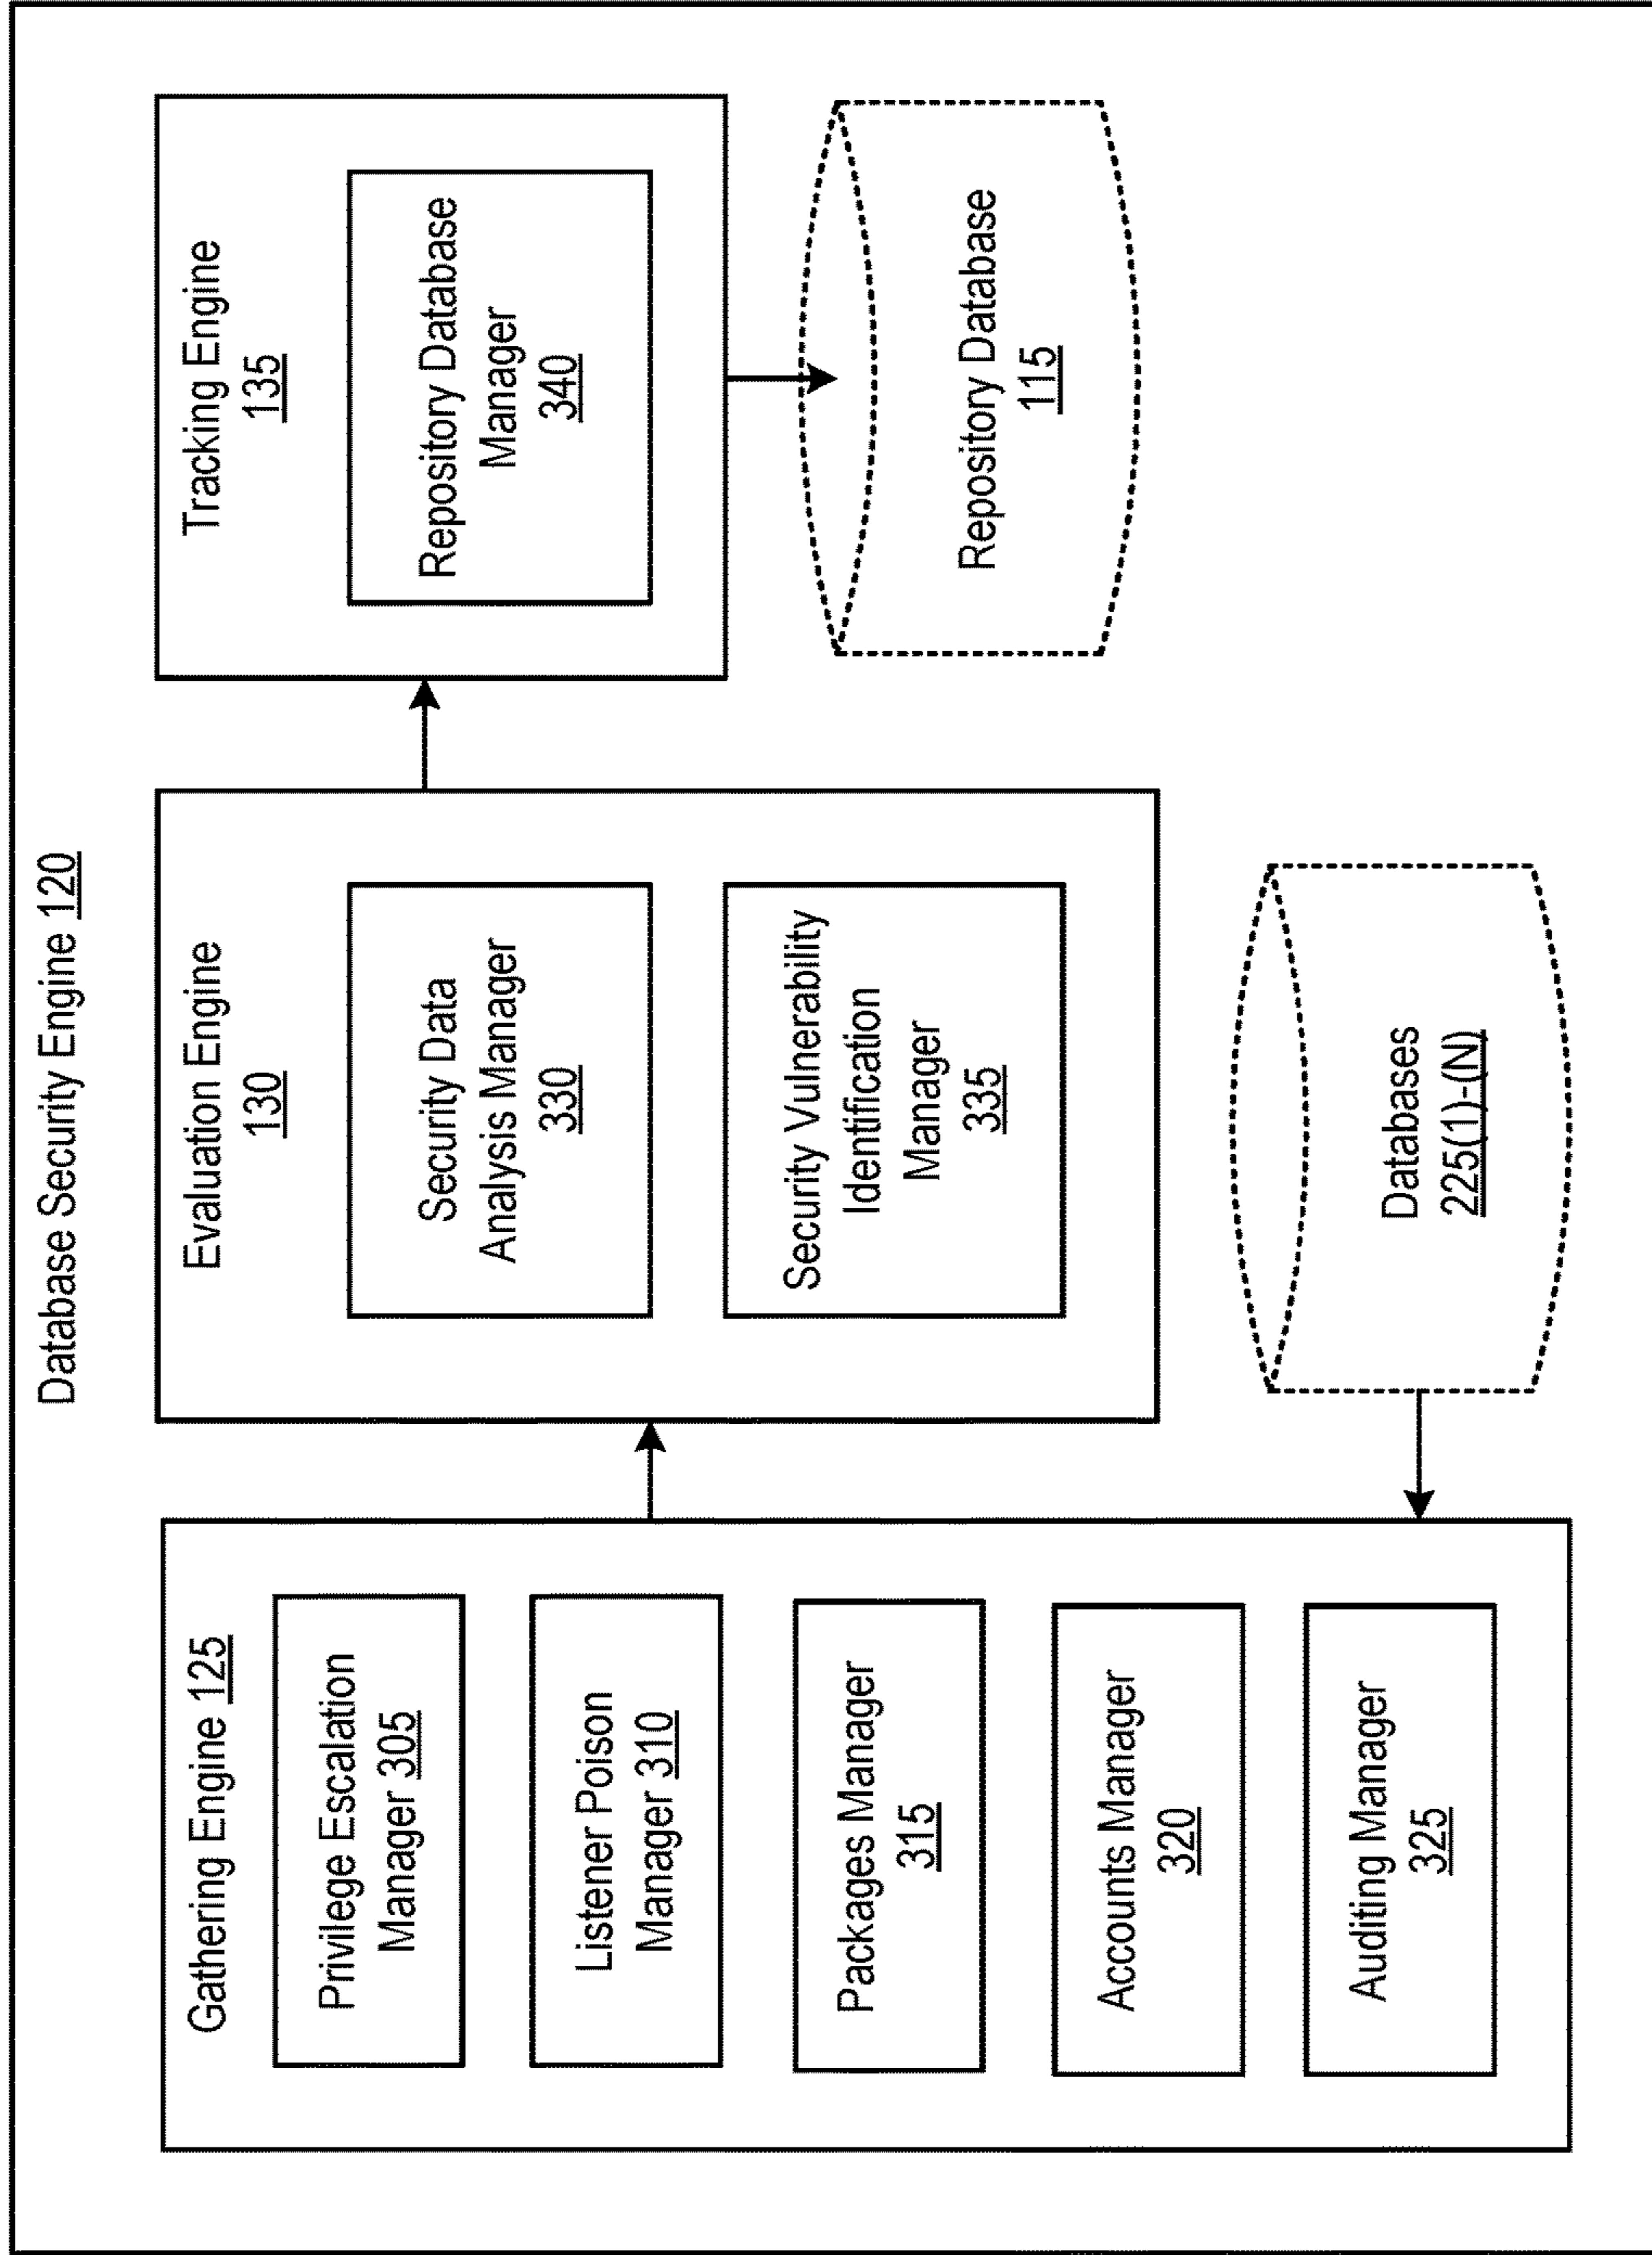 Database Security Engine 120
Gathering Engine 125
Privilege Escalation
Manager 305
Listener Poison
Manager 310
Packages Manager
315
Accounts Manager
320
Auditing Manager
325
Evaluation Engine
130
Security Data
Analysis Manager
330
Security Vulnerability
Identification
Manager
335
Databases
225(1)-(N)
Tracking Engine
135
Repository Database
Manager
340
Repository Database
115